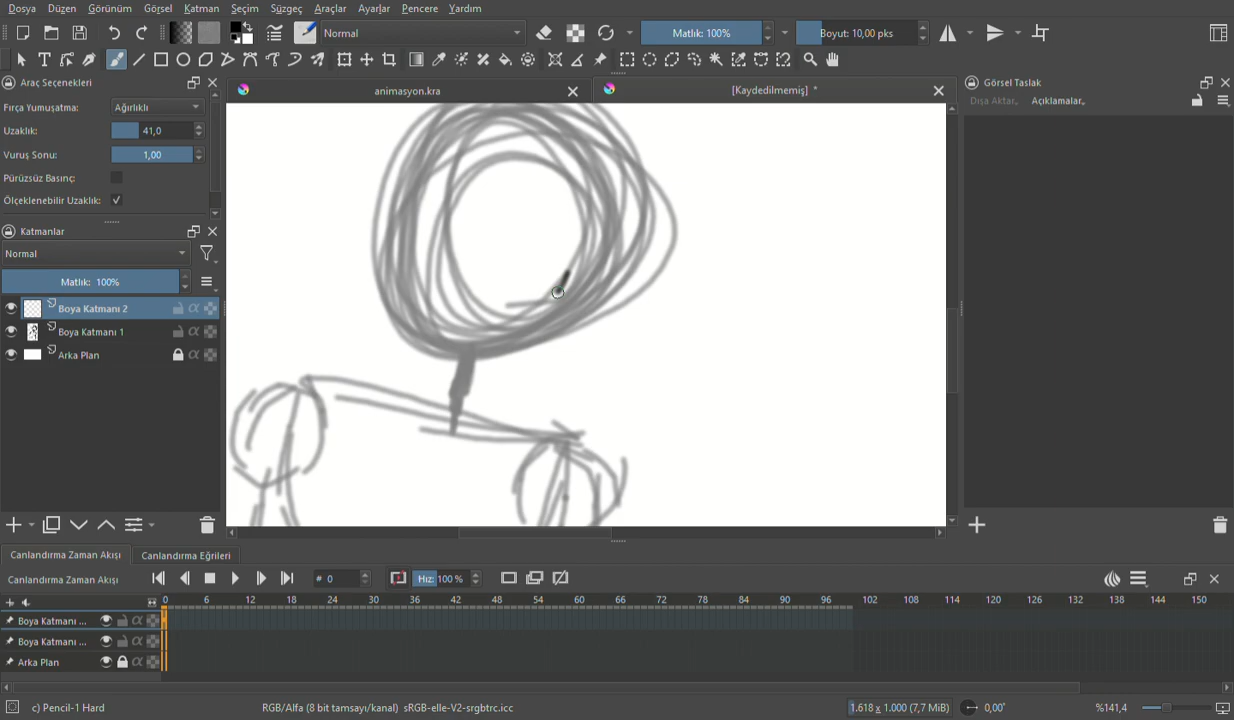 Dosya Düzen Görünüm Görsel Katman Seçim Süzgeç Araçlar Ayarlar Pencere Yardım
Normal Matlık: 100% Boyut: 10,00 pks
Araç Seçenekleri
animasyon.kra
[Kaydedilmemiş] *
Görsel Taslak
Dışa Aktar.. Açıklamalar..
Fırça Yumuşatma: Ağırlıklı
Uzaklık: 41,0
Vuruş Sonu: 1,00
Pürüzsüz Basınç:
Ölçeklenebilir Uzaklık:
Katmanlar
Normal
Matlık: 100%
Boya Katmanı 2
Boya Katmanı 1
Arka Plan
Canlandırma Zaman Akışı Canlandırma Eğrileri
Canlandırma Zaman Akışı # 0 Hız: 100 %
0 6 12 18 24 30 36 42 48 54 60 66 72 78 84 90 96 102 108 114 120 126 132 138 144 150
Boya Katmanı ...
Boya Katmanı ...
Arka Plan
c) Pencil-1 Hard RGB/Alfa (8 bit tamsayı/kanal) sRGB-elle-V2-srgbtrc.icc 1.618 x 1.000 (7,7 MiB) 0,00° %141,4